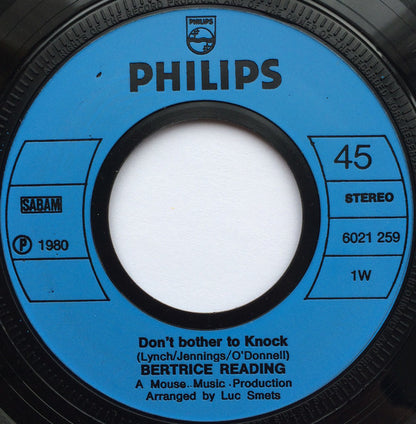 PHILIPS
PHILIPS
45
SABAM
STEREO
Ⓟ 1980
6021 259
1W
Don't bother to Knock
(Lynch/Jennings/O'Donnell)
BERTRICE READING
A Mouse Music Production
Arranged by Luc Smets